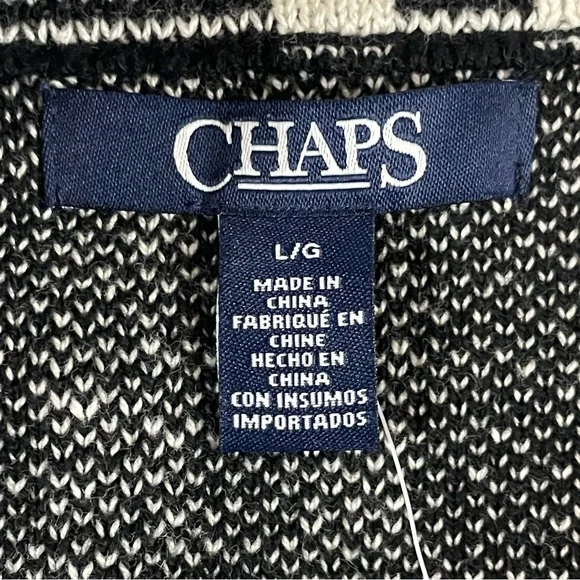 CHAPS
L/G
MADE IN
CHINA
FABRIQUÉ EN
CHINE
HECHO EN
CHINA
CON INSUMOS
IMPORTADOS